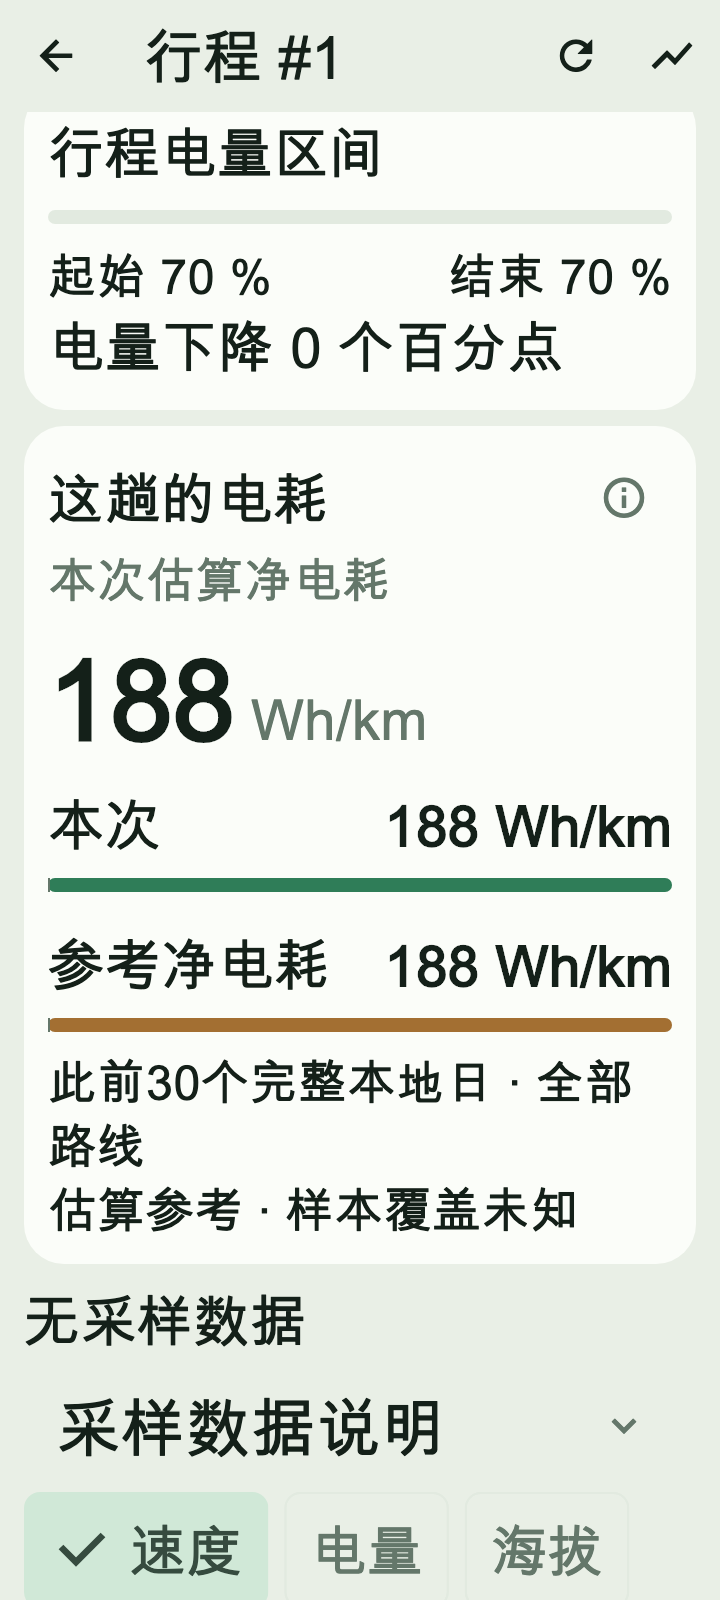 行程 #1
行程电量区间
起始 70 %
结束 70 %
电量下降 0 个百分点
这趟的电耗
本次估算净电耗
188 Wh/km
本次 188 Wh/km
参考净电耗 188 Wh/km
此前30个完整本地日 · 全部
路线
估算参考 · 样本覆盖未知
无采样数据
采样数据说明
速度
电量
海拔